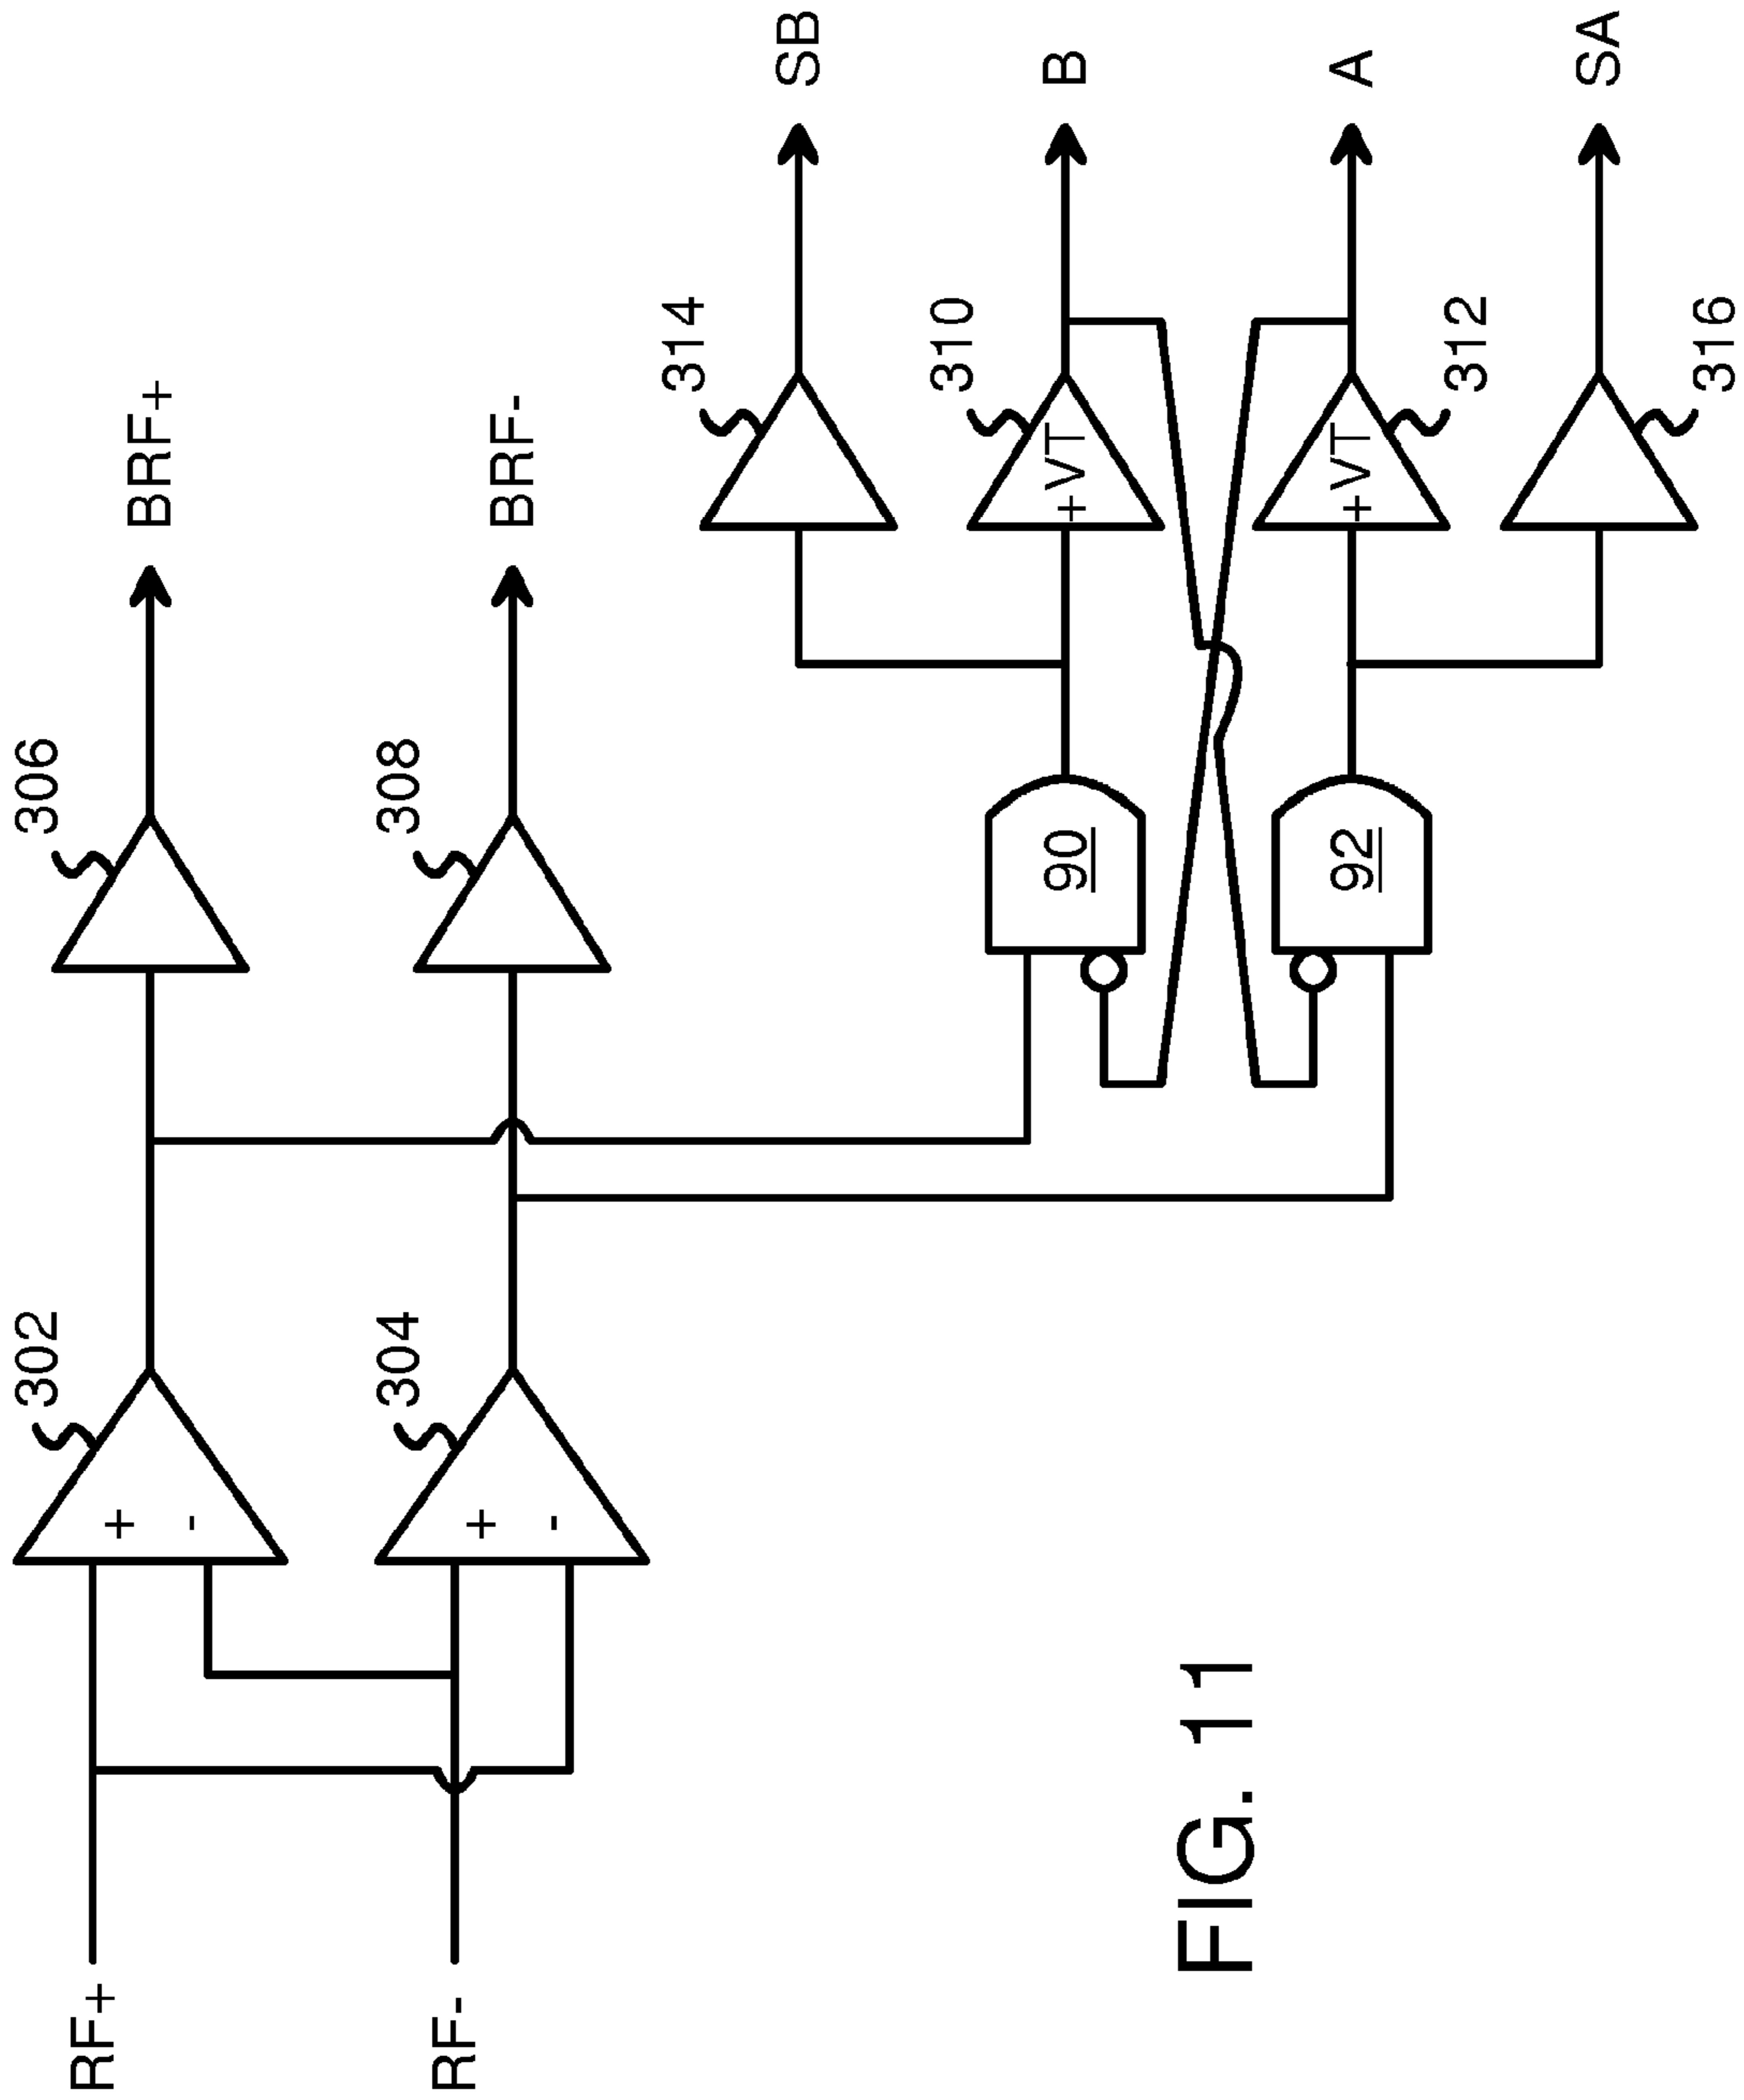 RF+
RF-
302
+
-
304
+
-
306
BRF+
308
BRF-
90
92
314
SB
310
+VT
B
312
+VT
A
316
SA
FIG. 11